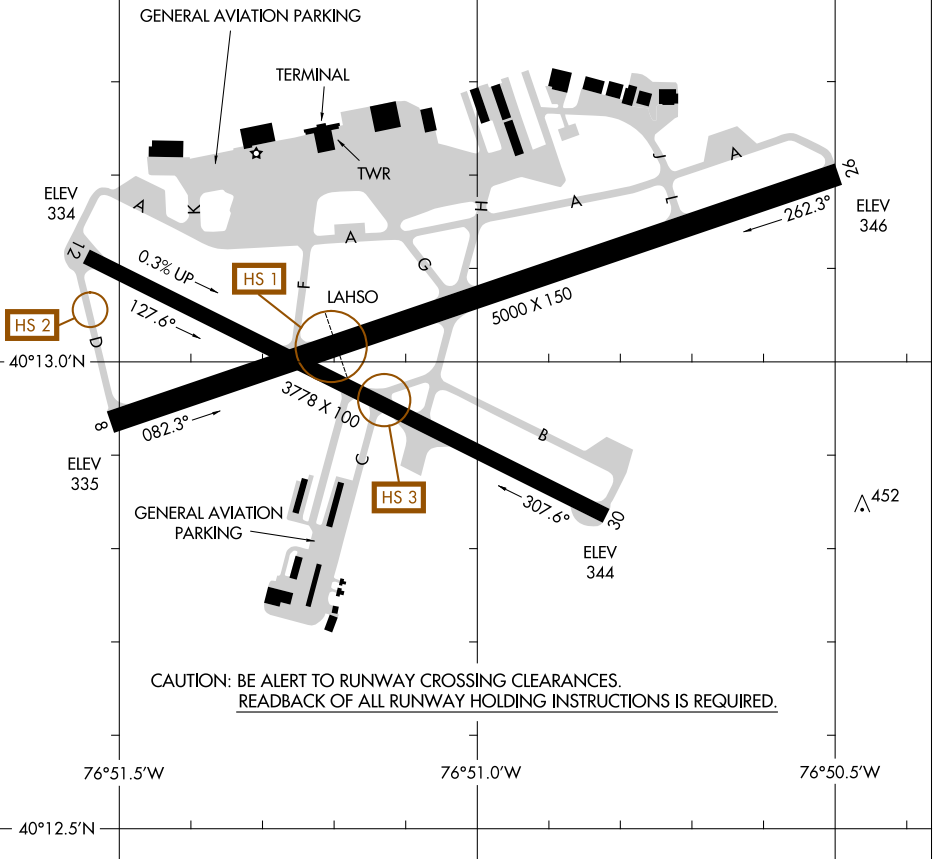 GENERAL AVIATION PARKING
TERMINAL
TWR
ELEV
334
A
K
J
A
26
ELEV
346
262.3°
H
A
L
12
0.3% UP
A
G
HS 1
F
LAHSO
127.6°
5000 X 150
HS 2
D
40°13.0'N
3778 X 100
8
082.3°
B
ELEV
335
C
HS 3
307.6°
30
452
GENERAL AVIATION
PARKING
ELEV
344
CAUTION: BE ALERT TO RUNWAY CROSSING CLEARANCES.
READBACK OF ALL RUNWAY HOLDING INSTRUCTIONS IS REQUIRED.
76°51.5'W
76°51.0'W
76°50.5'W
40°12.5'N